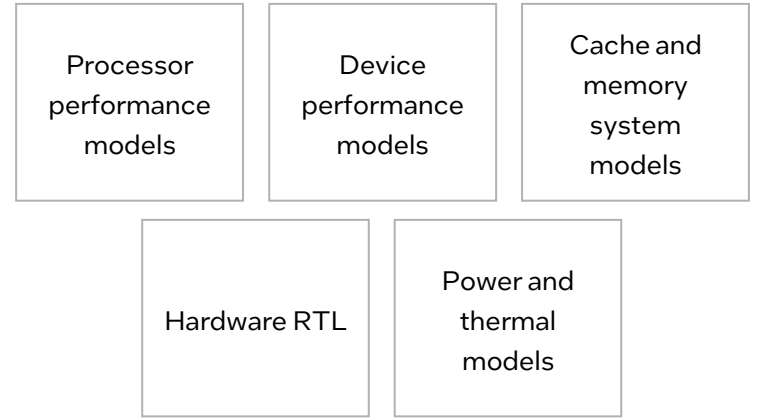 Processor
performance
models
Device
performance
models
Cache and
memory
system
models
Hardware RTL
Power and
thermal
models